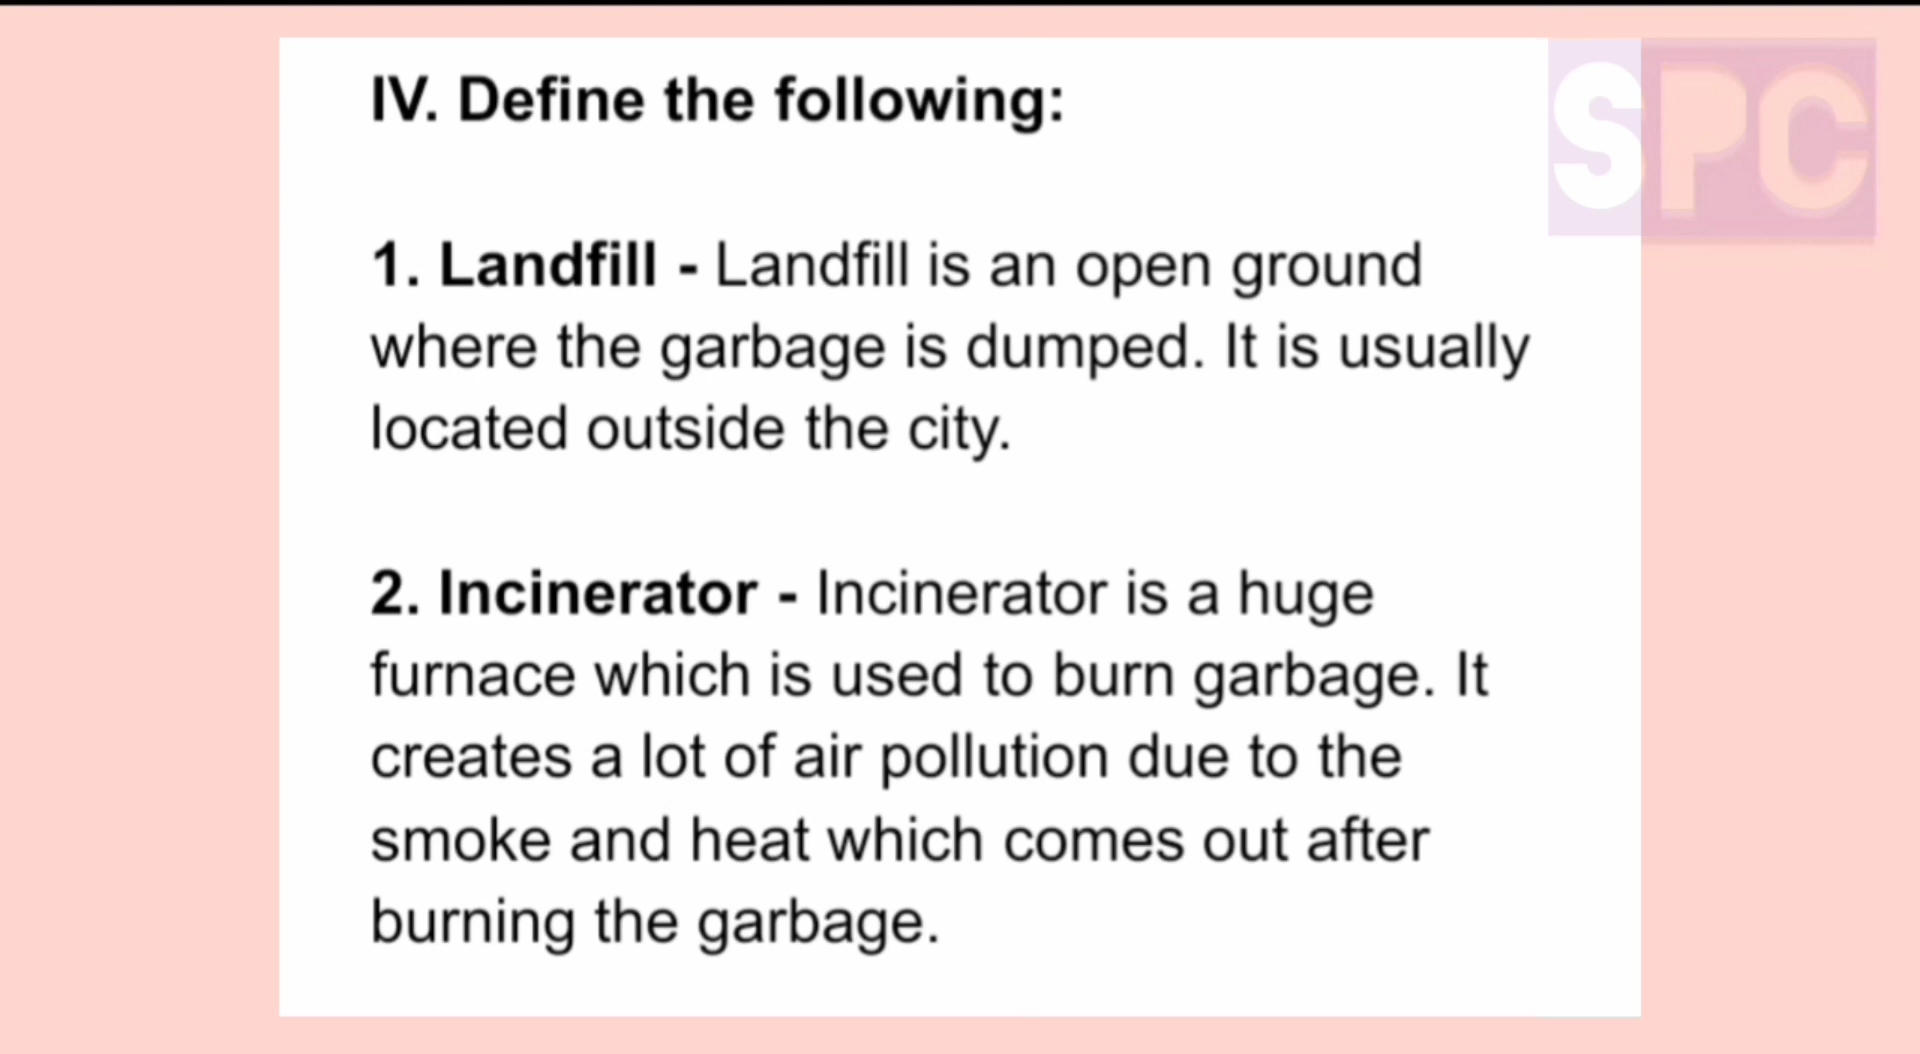 IV. Define the following:
SPC
1. Landfill - Landfill is an open ground
where the garbage is dumped. It is usually
located outside the city.
2. Incinerator - Incinerator is a huge
furnace which is used to burn garbage. It
creates a lot of air pollution due to the
smoke and heat which comes out after
burning the garbage.